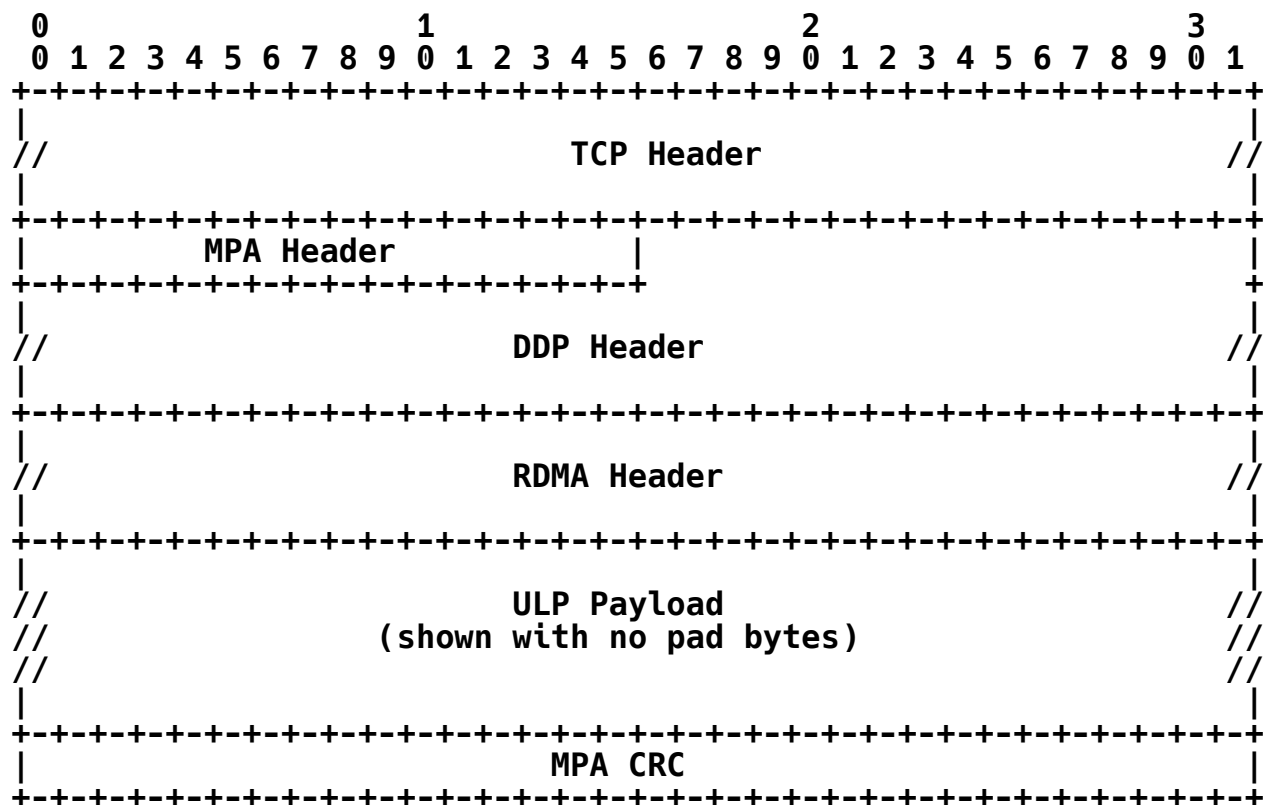 0                   1                   2                   3
 0 1 2 3 4 5 6 7 8 9 0 1 2 3 4 5 6 7 8 9 0 1 2 3 4 5 6 7 8 9 0 1
+-+-+-+-+-+-+-+-+-+-+-+-+-+-+-+-+-+-+-+-+-+-+-+-+-+-+-+-+-+-+-+-+
|                                                               |
//                           TCP Header                        //
|                                                               |
+-+-+-+-+-+-+-+-+-+-+-+-+-+-+-+-+-+-+-+-+-+-+-+-+-+-+-+-+-+-+-+-+
|         MPA Header            |                               |
+-+-+-+-+-+-+-+-+-+-+-+-+-+-+-+-+                               +
|                                                               |
//                        DDP Header                           //
|                                                               |
+-+-+-+-+-+-+-+-+-+-+-+-+-+-+-+-+-+-+-+-+-+-+-+-+-+-+-+-+-+-+-+-+
|                                                               |
//                        RDMA Header                          //
|                                                               |
+-+-+-+-+-+-+-+-+-+-+-+-+-+-+-+-+-+-+-+-+-+-+-+-+-+-+-+-+-+-+-+-+
|                                                               |
//                        ULP Payload                          //
//                 (shown with no pad bytes)                   //
//                                                             //
|                                                               |
+-+-+-+-+-+-+-+-+-+-+-+-+-+-+-+-+-+-+-+-+-+-+-+-+-+-+-+-+-+-+-+-+
|                           MPA CRC                             |
+-+-+-+-+-+-+-+-+-+-+-+-+-+-+-+-+-+-+-+-+-+-+-+-+-+-+-+-+-+-+-+-+